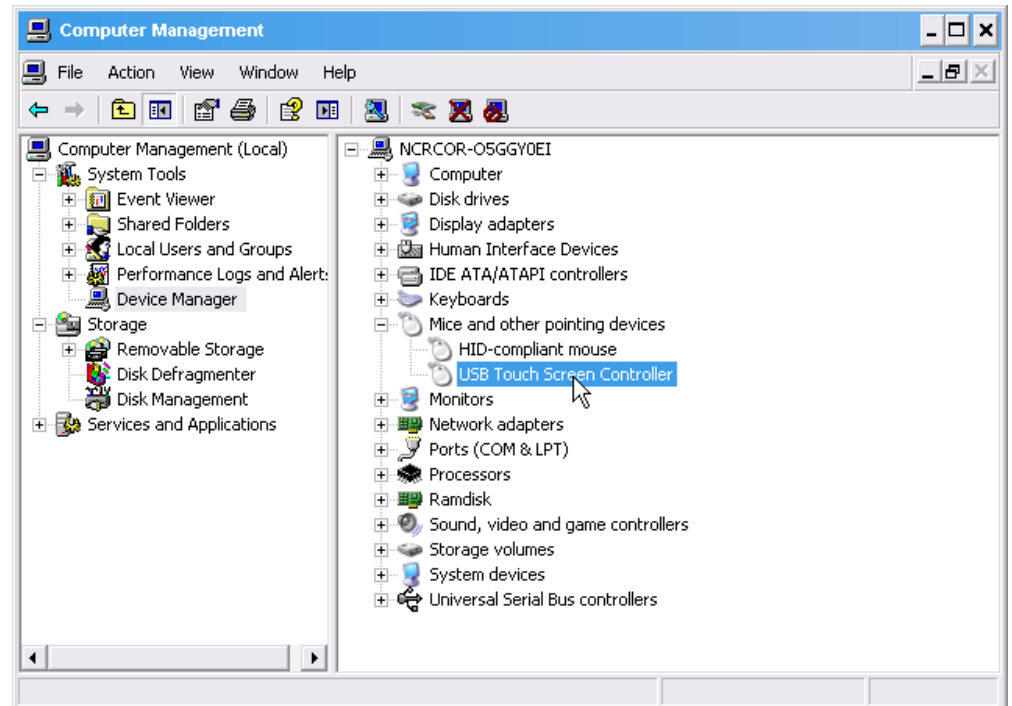 Computer Management
File Action View Window Help
Computer Management (Local)
System Tools
Event Viewer
Shared Folders
Local Users and Groups
Performance Logs and Alert:
Device Manager
Storage
Removable Storage
Disk Defragmenter
Disk Management
Services and Applications
NCRCOR-O5GGY0EI
Computer
Disk drives
Display adapters
Human Interface Devices
IDE ATA/ATAPI controllers
Keyboards
Mice and other pointing devices
HID-compliant mouse
USB Touch Screen Controller
Monitors
Network adapters
Ports (COM & LPT)
Processors
Ramdisk
Sound, video and game controllers
Storage volumes
System devices
Universal Serial Bus controllers